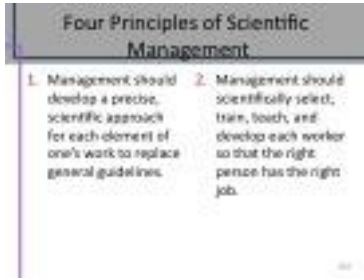 Four Principles of Scientific
Management
1. Management should
develop a precise,
scientific approach
for each element of
one's work to replace
general guidelines.
2. Management should
scientifically select,
train, teach, and
develop each worker
so that the right
person has the right
job.